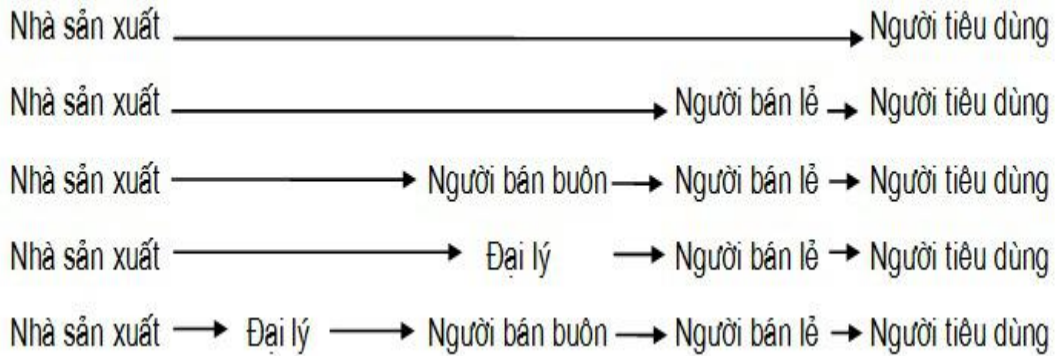 Nhà sản xuất Người tiêu dùng
Nhà sản xuất Người bán lẻ Người tiêu dùng
Nhà sản xuất Người bán buôn Người bán lẻ Người tiêu dùng
Nhà sản xuất Đại lý Người bán lẻ Người tiêu dùng
Nhà sản xuất Đại lý Người bán buôn Người bán lẻ Người tiêu dùng